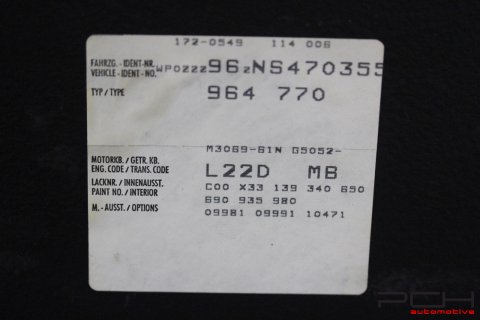 172-0549 114 006
FAHRZG.-IDENT-NR.
VEHICLE-IDENT-NO. WP0ZZZ96ZNS470355
TYP / TYPE 964 770
M3069-61N G5052-
MOTORKB. / GETR. KB.
ENG. CODE / TRANS. CODE L22D MB
LACKNR. / INNENAUSST. C00 X33 139 340 650
PAINT NO. / INTERIOR
690 935 980
M.-AUSST. / OPTIONS 09981 09991 10471
PCH
automotive